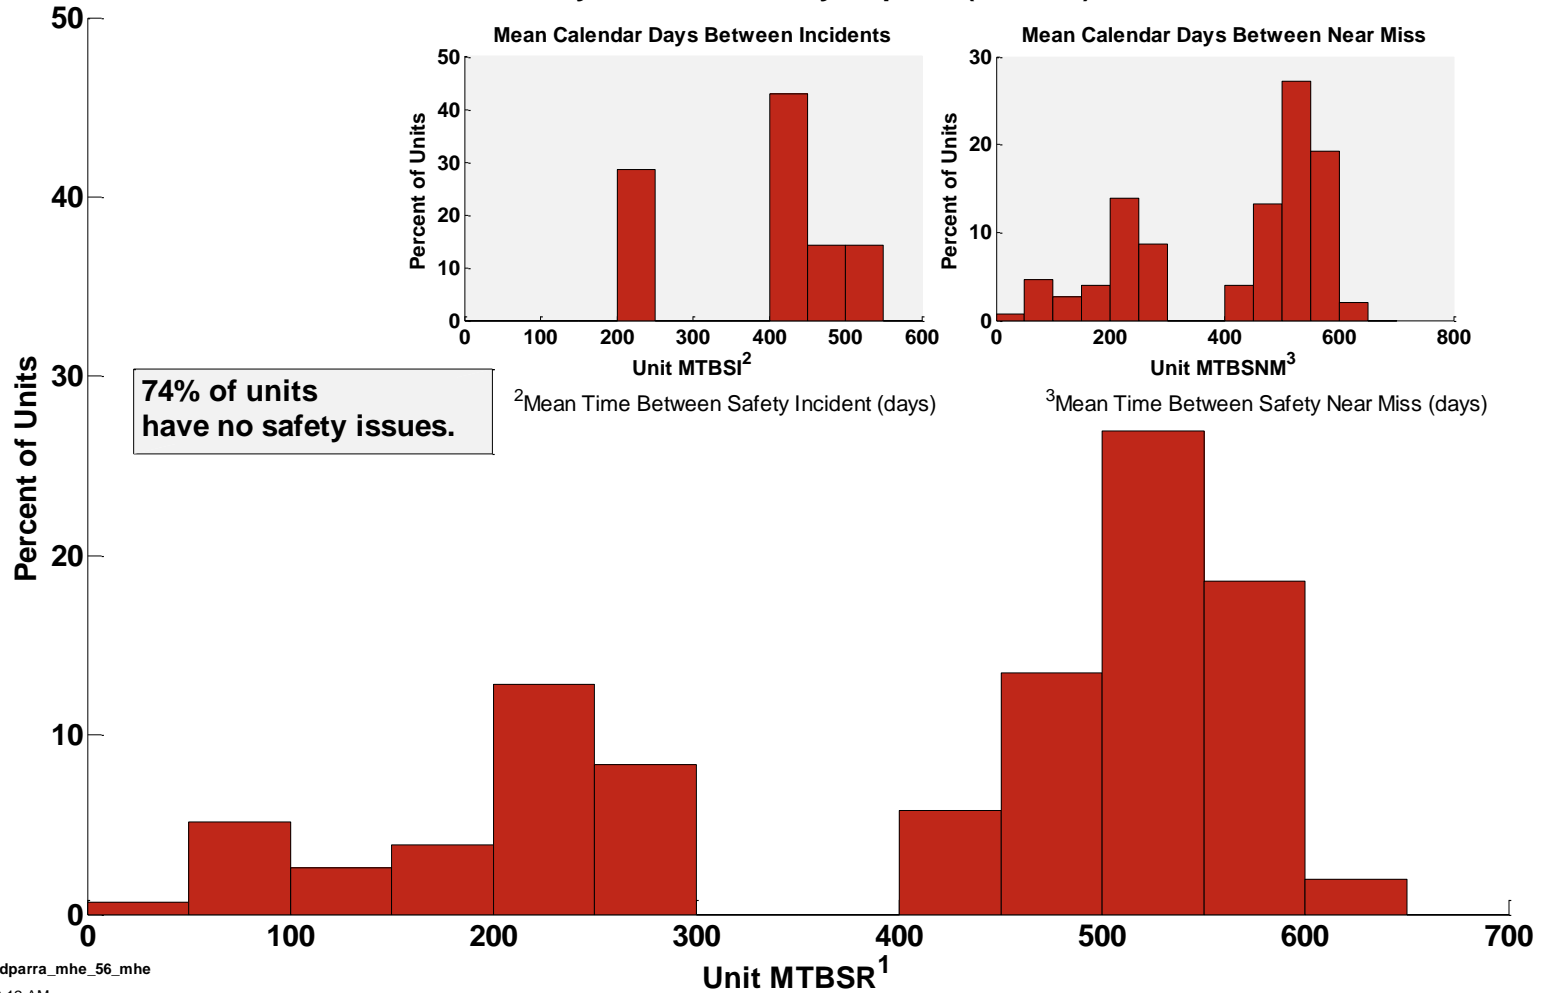 Mean Calendar Days Between Incidents
50
40
30
20
10
0
Percent of Units
0 100 200 300 400 500 600
Unit MTBSI²
²Mean Time Between Safety Incident (days)
Mean Calendar Days Between Near Miss
30
20
10
0
Percent of Units
0 200 400 600 800
Unit MTBSNM³
³Mean Time Between Safety Near Miss (days)
74% of units
have no safety issues.
50
40
30
20
10
0
Percent of Units
0 100 200 300 400 500 600 700
Unit MTBSR¹
dparra_mhe_56_mhe